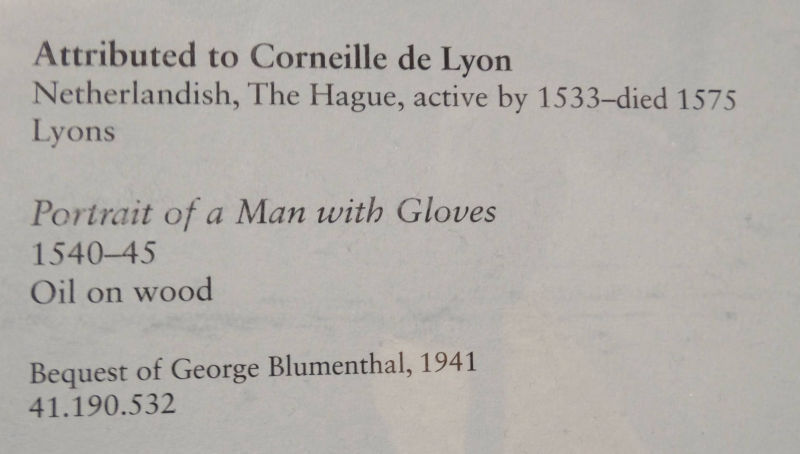 Attributed to Corneille de Lyon
Netherlandish, The Hague, active by 1533–died 1575
Lyons
Portrait of a Man with Gloves
1540–45
Oil on wood
Bequest of George Blumenthal, 1941
41.190.532